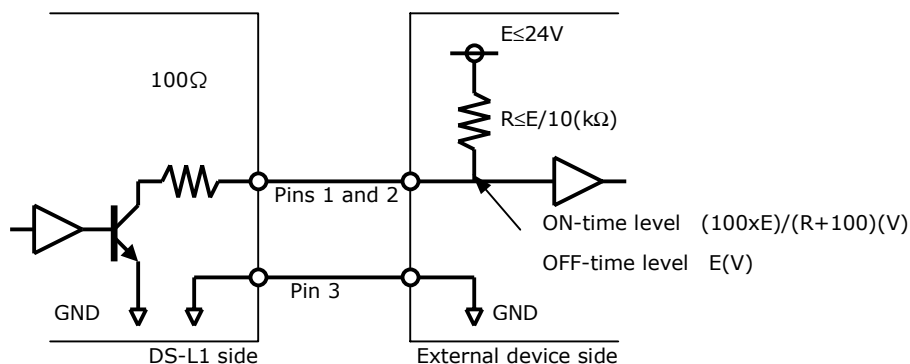 E≤24V
100Ω
R≤E/10(kΩ)
Pins 1 and 2
ON-time level (100xE)/(R+100)(V)
OFF-time level E(V)
Pin 3
GND
GND
DS-L1 side
External device side